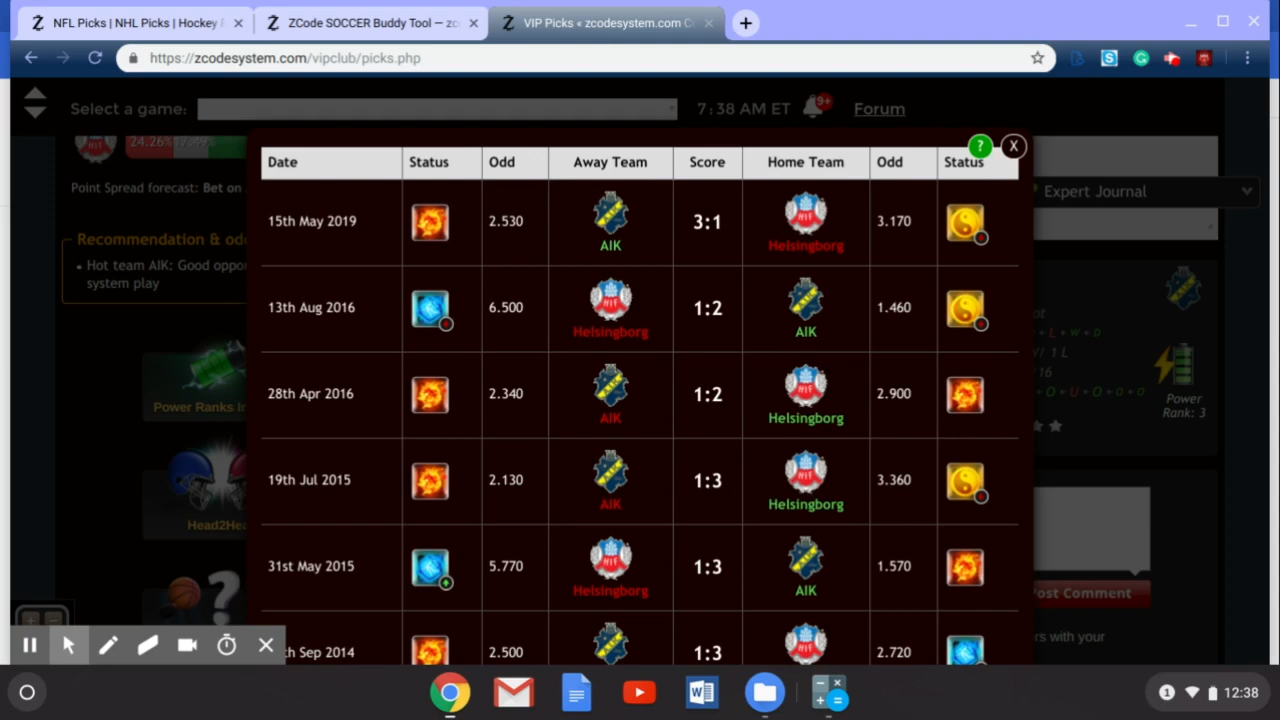 NFL Picks | NHL Picks | Hockey
ZCode SOCCER Buddy Tool — zc
VIP Picks « zcodesystem.com C
https://zcodesystem.com/vipclub/picks.php
Select a game:
7:38 AM ET
9+
Forum
24.26%
Point Spread forecast: Bet on
Recommendation & od
• Hot team AIK: Good oppo
system play
Power Ranks In
Head2He
?
X
Expert Journal
Date Status Odd Away Team Score Home Team Odd Status
15th May 2019 2.530 AIK 3:1 Helsingborg 3.170
13th Aug 2016 6.500 Helsingborg 1:2 AIK 1.460
28th Apr 2016 2.340 AIK 1:2 Helsingborg 2.900
19th Jul 2015 2.130 AIK 1:3 Helsingborg 3.360
31st May 2015 5.770 Helsingborg 1:3 AIK 1.570
th Sep 2014 2.500 1:3 2.720
Power
Rank: 3
ost Comment
rs with your
1
12:38